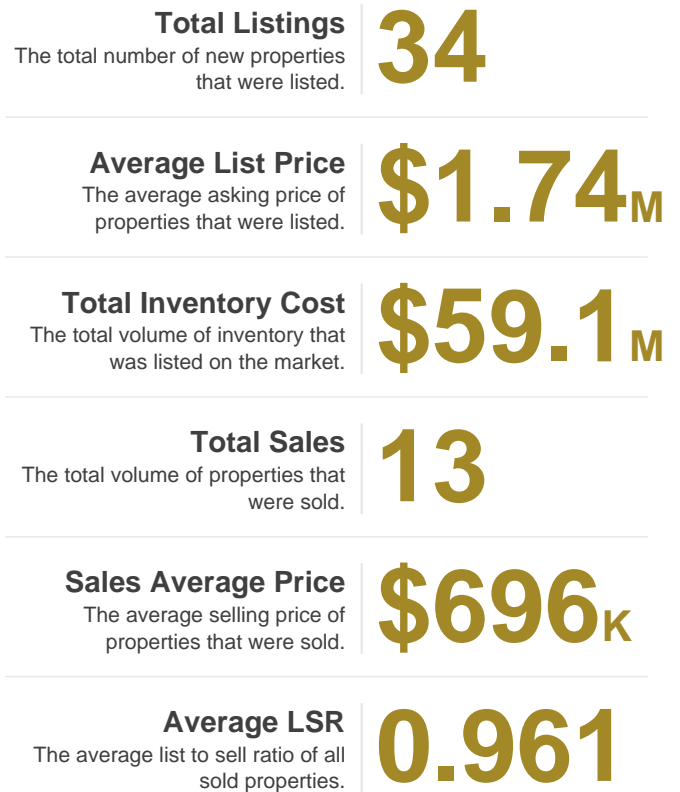 Total Listings
The total number of new properties
that were listed.
34
Average List Price
The average asking price of
properties that were listed.
$1.74M
Total Inventory Cost
The total volume of inventory that
was listed on the market.
$59.1M
Total Sales
The total volume of properties that
were sold.
13
Sales Average Price
The average selling price of
properties that were sold.
$696K
Average LSR
The average list to sell ratio of all
sold properties.
0.961